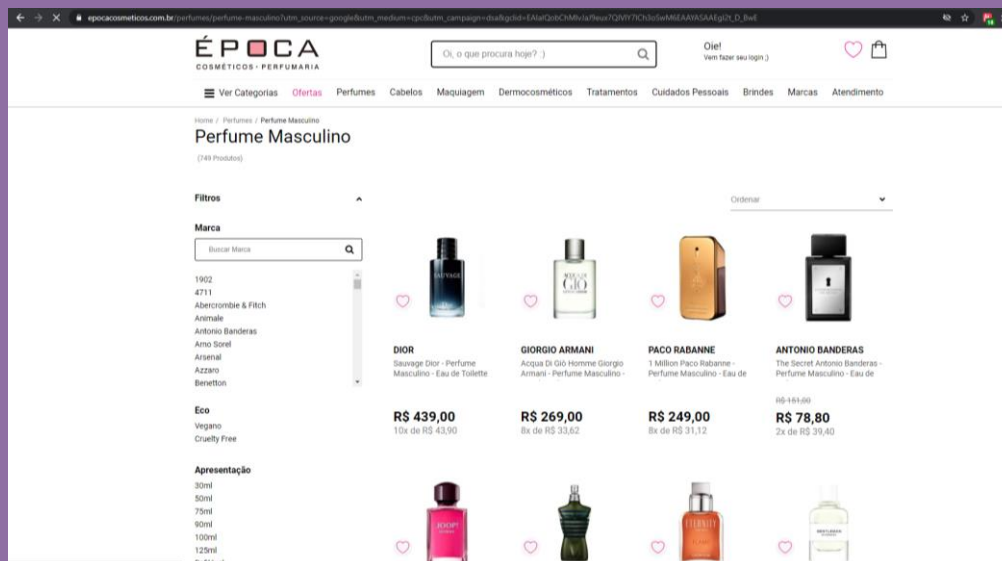 epocacosmeticos.com.br/perfumes/perfume-masculino?utm_source=google&utm_medium=cpc&utm_campaign=dsa&gclid=
ÉPOCA
COSMÉTICOS · PERFUMARIA
Oi, o que procura hoje? :)
Oie!
Vem fazer seu login ;)
Ver Categorias Ofertas Perfumes Cabelos Maquiagem Dermocosméticos Tratamentos Cuidados Pessoais Brindes Marcas Atendimento
Home / Perfumes / Perfume Masculino
Perfume Masculino
(749 Produtos)
Filtros
Ordenar
Marca
Buscar Marca
1902
4711
Abercrombie & Fitch
Animale
Antonio Banderas
Arno Sorel
Arsenal
Azzaro
Benetton
Eco
Vegano
Cruelty Free
Apresentação
30ml
50ml
75ml
90ml
100ml
125ml
SAUVAGE
ACQUA DI
GIÒ
DIOR
Sauvage Dior - Perfume
Masculino - Eau de Toilette
R$ 439,00
10x de R$ 43,90
GIORGIO ARMANI
Acqua Di Giò Homme Giorgio
Armani - Perfume Masculino -
R$ 269,00
8x de R$ 33,62
PACO RABANNE
1 Million Paco Rabanne -
Perfume Masculino - Eau de
R$ 249,00
8x de R$ 31,12
ANTONIO BANDERAS
The Secret Antonio Banderas -
Perfume Masculino - Eau de
R$ 151,00
R$ 78,80
2x de R$ 39,40
JOOP!
ETERNITY
GENTLEMAN